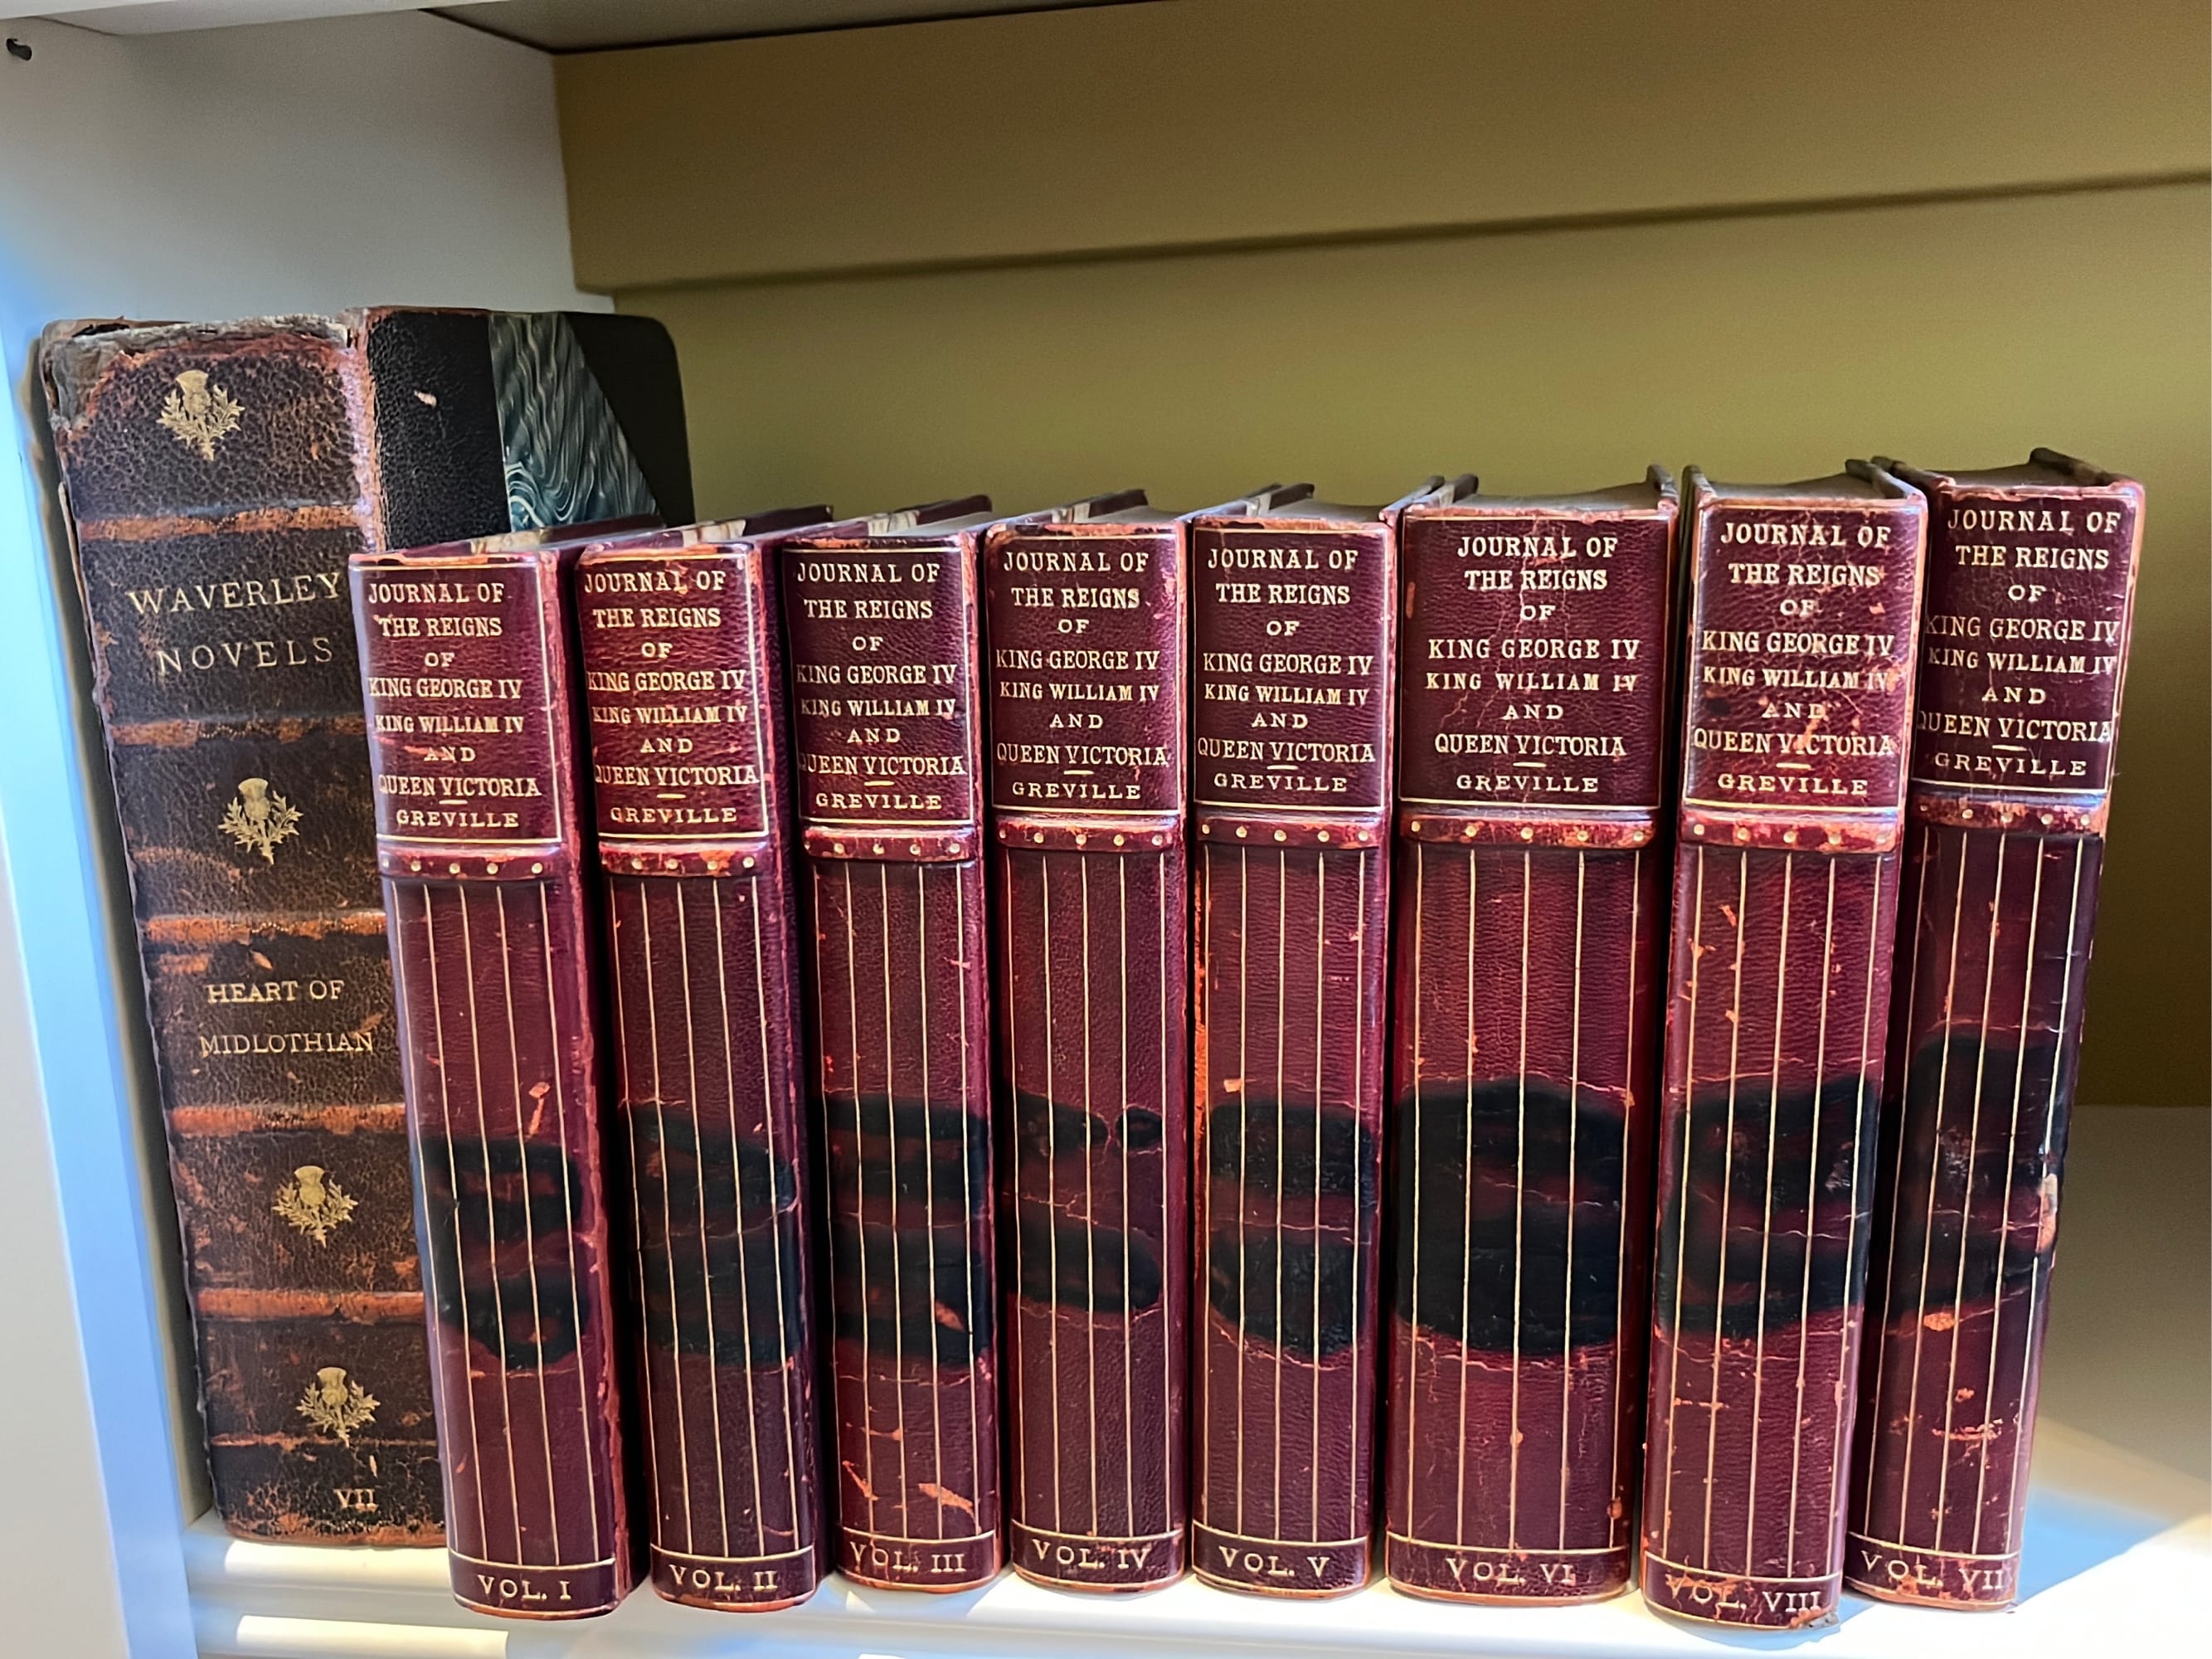 WAVERLEY
NOVELS
HEART OF
MIDLOTHIAN
VII
JOURNAL OF
THE REIGNS
OF
KING GEORGE IV
KING WILLIAM IV
AND
QUEEN VICTORIA
GREVILLE
VOL. I
JOURNAL OF
THE REIGNS
OF
KING GEORGE IV
KING WILLIAM IV
AND
QUEEN VICTORIA
GREVILLE
VOL. II
JOURNAL OF
THE REIGNS
OF
KING GEORGE IV
KING WILLIAM IV
AND
QUEEN VICTORIA
GREVILLE
VOL. III
JOURNAL OF
THE REIGNS
OF
KING GEORGE IV
KING WILLIAM IV
AND
QUEEN VICTORIA
GREVILLE
VOL. IV
JOURNAL OF
THE REIGNS
OF
KING GEORGE IV
KING WILLIAM IV
AND
QUEEN VICTORIA
GREVILLE
VOL. V
JOURNAL OF
THE REIGNS
OF
KING GEORGE IV
KING WILLIAM IV
AND
QUEEN VICTORIA
GREVILLE
VOL. VI
JOURNAL OF
THE REIGNS
OF
KING GEORGE IV
KING WILLIAM IV
AND
QUEEN VICTORIA
GREVILLE
VOL. VIII
JOURNAL OF
THE REIGNS
OF
KING GEORGE IV
KING WILLIAM IV
AND
QUEEN VICTORIA
GREVILLE
VOL. VII